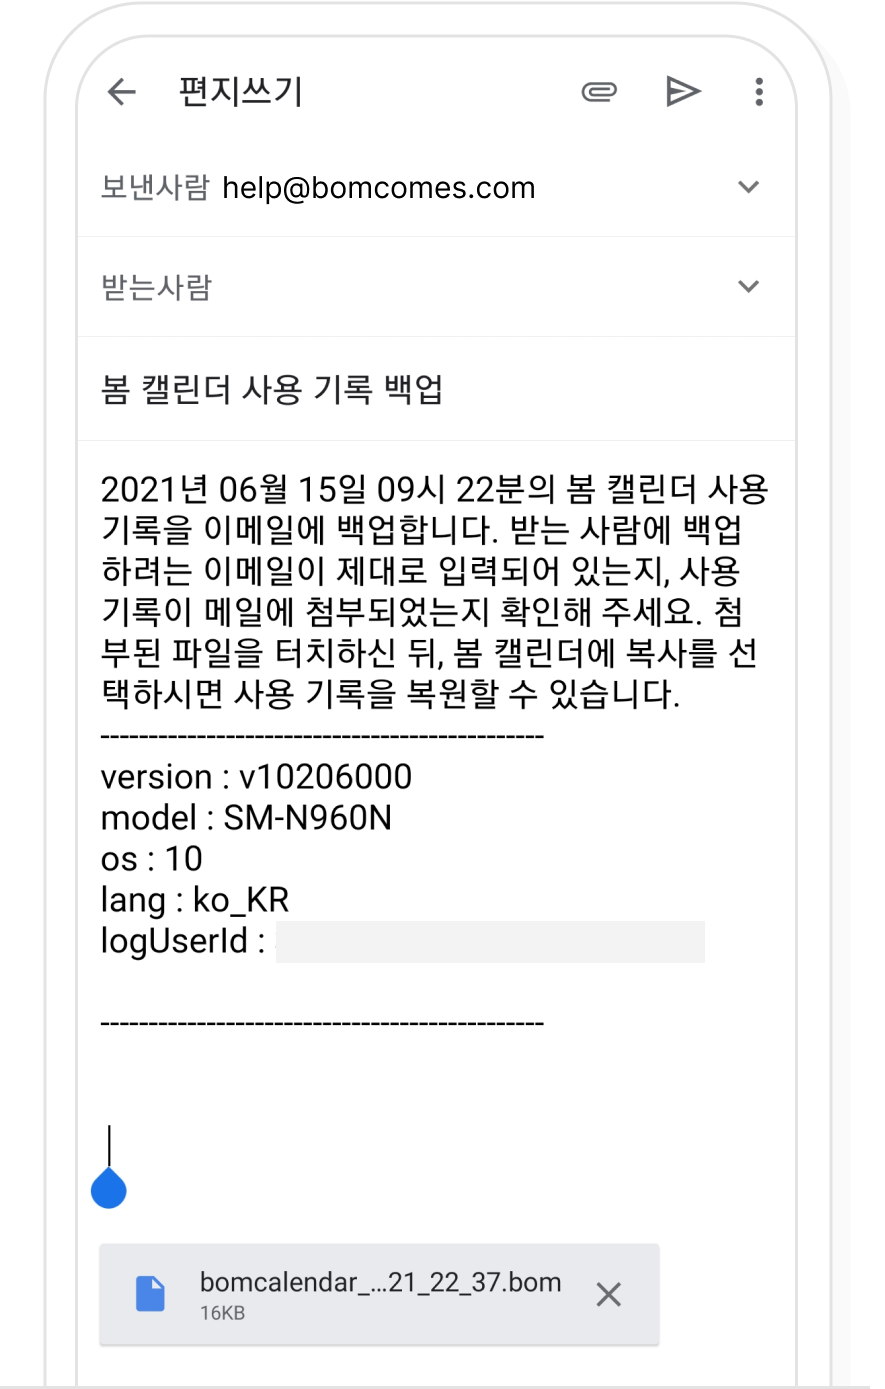 편지쓰기
보낸사람 help@bomcomes.com
받는사람
봄 캘린더 사용 기록 백업
2021년 06월 15일 09시 22분의 봄 캘린더 사용
기록을 이메일에 백업합니다. 받는 사람에 백업
하려는 이메일이 제대로 입력되어 있는지, 사용
기록이 메일에 첨부되었는지 확인해 주세요. 첨
부된 파일을 터치하신 뒤, 봄 캘린더에 복사를 선
택하시면 사용 기록을 복원할 수 있습니다.
----------------------------------------------
version : v10206000
model : SM-N960N
os : 10
lang : ko_KR
logUserId :
----------------------------------------------
bomcalendar_...21_22_37.bom
16KB